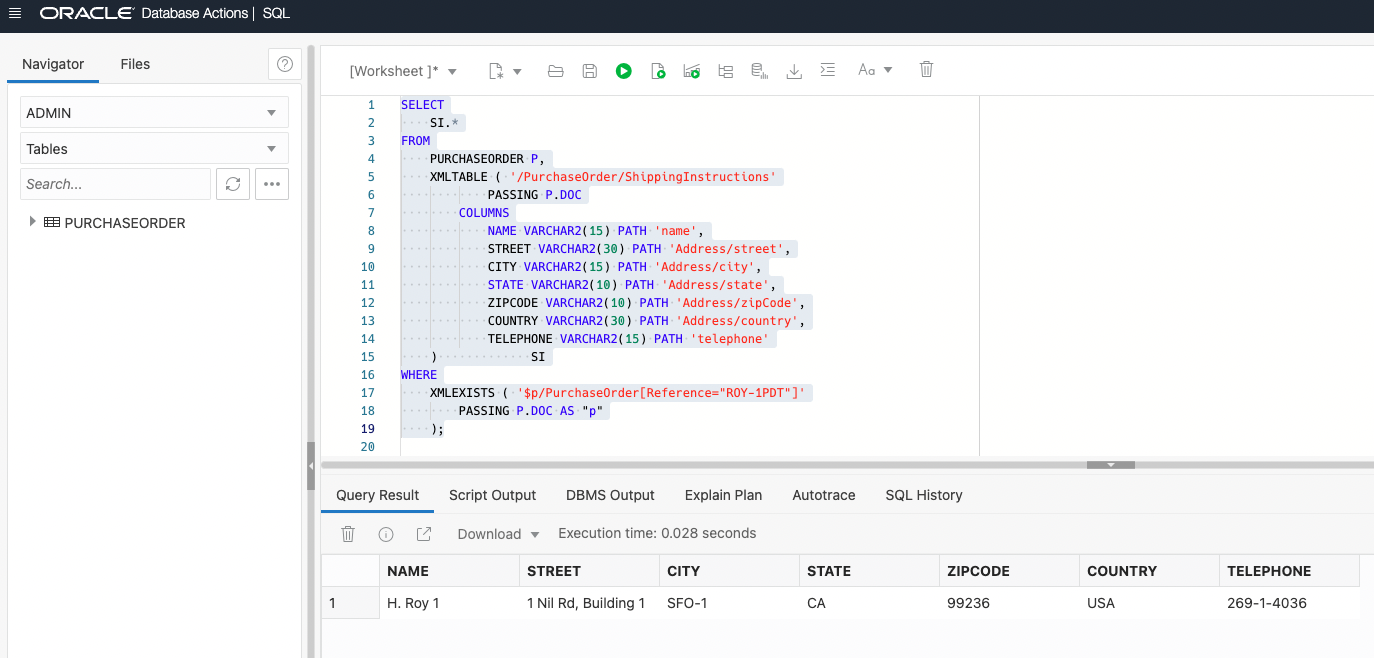 ORACLE Database Actions | SQL
Navigator Files
[Worksheet ]* Aa
ADMIN
Tables
Search...
PURCHASEORDER
1 SELECT
2 SI.*
3 FROM
4 PURCHASEORDER P,
5 XMLTABLE ( '/PurchaseOrder/ShippingInstructions'
6 PASSING P.DOC
7 COLUMNS
8 NAME VARCHAR2(15) PATH 'name',
9 STREET VARCHAR2(30) PATH 'Address/street',
10 CITY VARCHAR2(15) PATH 'Address/city',
11 STATE VARCHAR2(10) PATH 'Address/state',
12 ZIPCODE VARCHAR2(10) PATH 'Address/zipCode',
13 COUNTRY VARCHAR2(30) PATH 'Address/country',
14 TELEPHONE VARCHAR2(15) PATH 'telephone'
15 ) SI
16 WHERE
17 XMLEXISTS ( '$p/PurchaseOrder[Reference="ROY-1PDT"]'
18 PASSING P.DOC AS "p"
19 );
20
Query Result Script Output DBMS Output Explain Plan Autotrace SQL History
Download Execution time: 0.028 seconds
NAME STREET CITY STATE ZIPCODE COUNTRY TELEPHONE
1 H. Roy 1 1 Nil Rd, Building 1 SFO-1 CA 99236 USA 269-1-4036